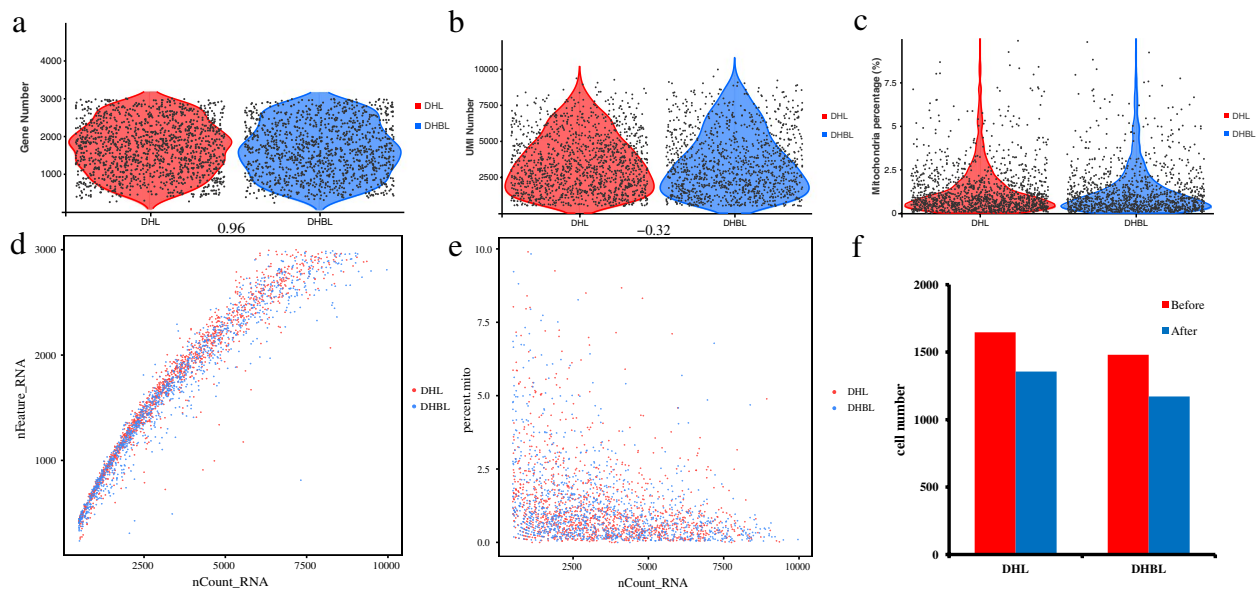 a
Gene Number
4000
3000
2000
1000
DHL
DHBL
DHL
DHBL
b
UMI Number
10000
7500
5000
2500
0
DHL
DHBL
DHL
DHBL
c
Mitochondria percentage (%)
7.5
5
2.5
0
DHL
DHBL
DHL
DHBL
d
0.96
nFeature_RNA
3000
2000
1000
2500
5000
7500
10000
nCount_RNA
DHL
DHBL
e
−0.32
percent.mito
10.0
7.5
5.0
2.5
0.0
2500
5000
7500
10000
nCount_RNA
DHL
DHBL
f
cell number
2000
1500
1000
500
0
DHL
DHBL
Before
After